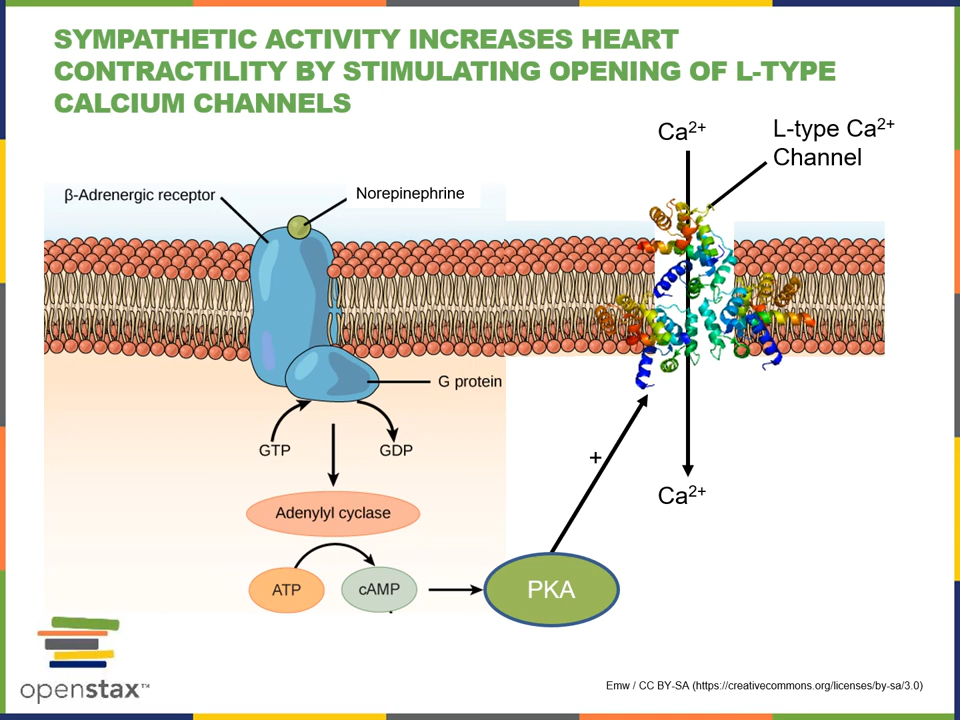 SYMPATHETIC ACTIVITY INCREASES HEART
CONTRACTILITY BY STIMULATING OPENING OF L-TYPE
CALCIUM CHANNELS
Ca²⁺
L-type Ca²⁺
Channel
β-Adrenergic receptor
Norepinephrine
G protein
GTP
GDP
+
Ca²⁺
Adenylyl cyclase
ATP
cAMP
PKA
openstax™
Emw / CC BY-SA (https://creativecommons.org/licenses/by-sa/3.0)